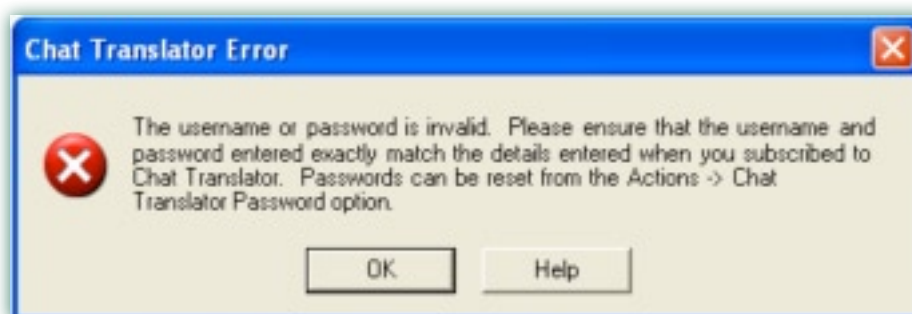 Chat Translator Error
The username or password is invalid. Please ensure that the username and
password entered exactly match the details entered when you subscribed to
Chat Translator. Passwords can be reset from the Actions -> Chat
Translator Password option.
OK
Help